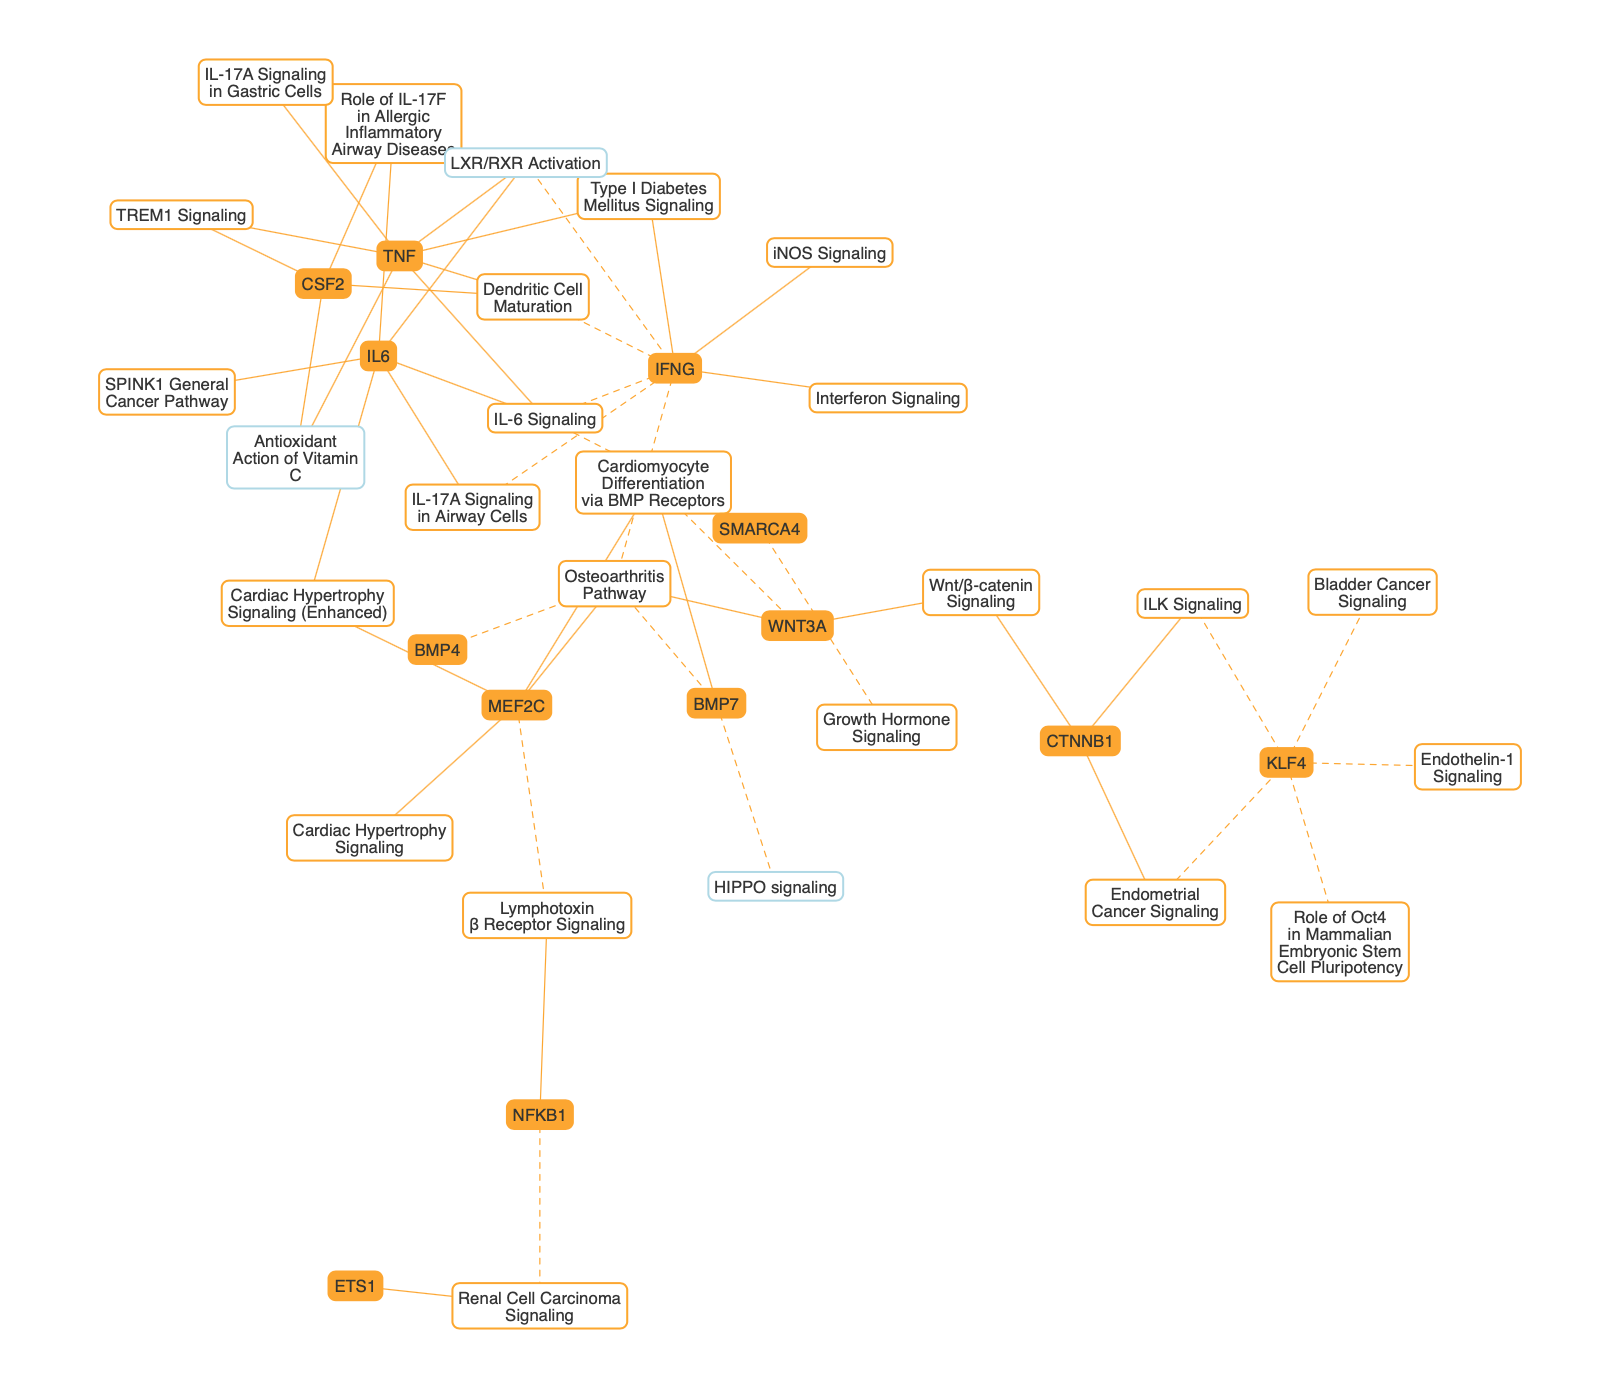 IL-17A Signaling
in Gastric Cells
Role of IL-17F
in Allergic
Inflammatory
Airway Diseases
LXR/RXR Activation
Type I Diabetes
Mellitus Signaling
TREM1 Signaling
TNF
iNOS Signaling
CSF2
Dendritic Cell
Maturation
IL6
IFNG
SPINK1 General
Cancer Pathway
Interferon Signaling
IL-6 Signaling
Antioxidant
Action of Vitamin
C
Cardiomyocyte
Differentiation
via BMP Receptors
IL-17A Signaling
in Airway Cells
SMARCA4
Osteoarthritis
Pathway
Wnt/β-catenin
Signaling
ILK Signaling
Bladder Cancer
Signaling
Cardiac Hypertrophy
Signaling (Enhanced)
WNT3A
BMP4
MEF2C
BMP7
Growth Hormone
Signaling
CTNNB1
KLF4
Endothelin-1
Signaling
Cardiac Hypertrophy
Signaling
HIPPO signaling
Lymphotoxin
β Receptor Signaling
Endometrial
Cancer Signaling
Role of Oct4
in Mammalian
Embryonic Stem
Cell Pluripotency
NFKB1
ETS1
Renal Cell Carcinoma
Signaling